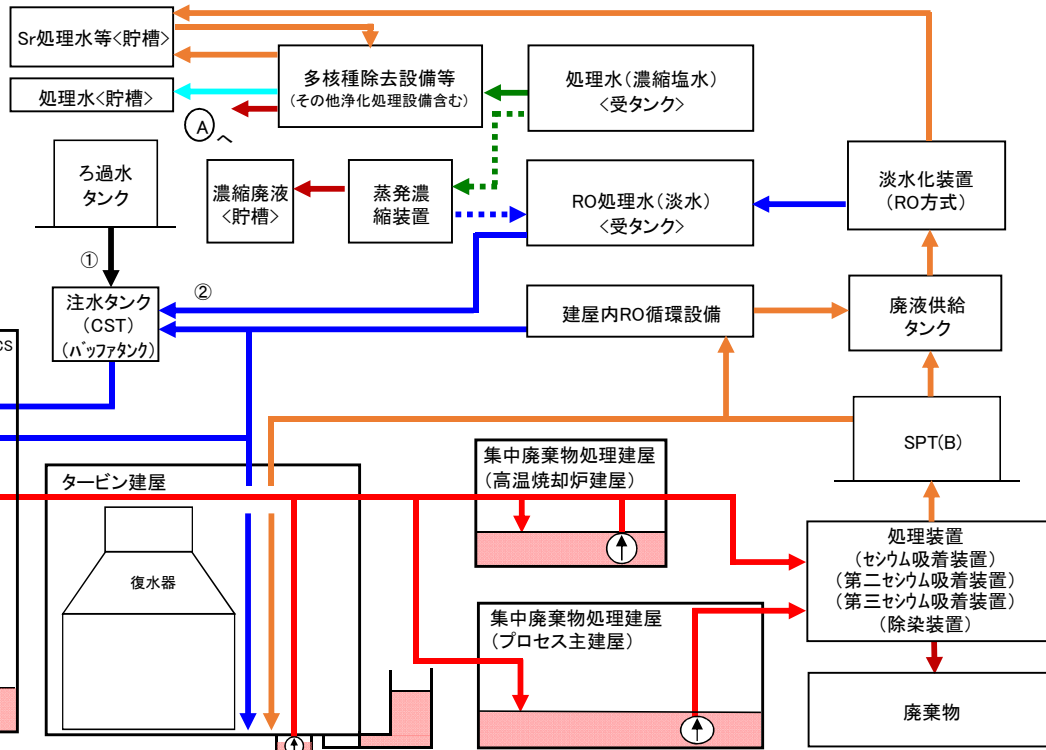 Sr処理水等<貯槽>
処理水<貯槽>
多核種除去設備等
(その他浄化処理設備含む)
処理水(濃縮塩水)
<受タンク>
A
へ
ろ過水
タンク
濃縮廃液
<貯槽>
蒸発濃
縮装置
RO処理水(淡水)
<受タンク>
淡水化装置
(RO方式)
①
②
注水タンク
(CST)
(バッファタンク)
建屋内RO循環設備
廃液供給
タンク
CS
SPT(B)
タービン建屋
復水器
集中廃棄物処理建屋
(高温焼却炉建屋)
集中廃棄物処理建屋
(プロセス主建屋)
処理装置
(セシウム吸着装置)
(第二セシウム吸着装置)
(第三セシウム吸着装置)
(除染装置)
廃棄物